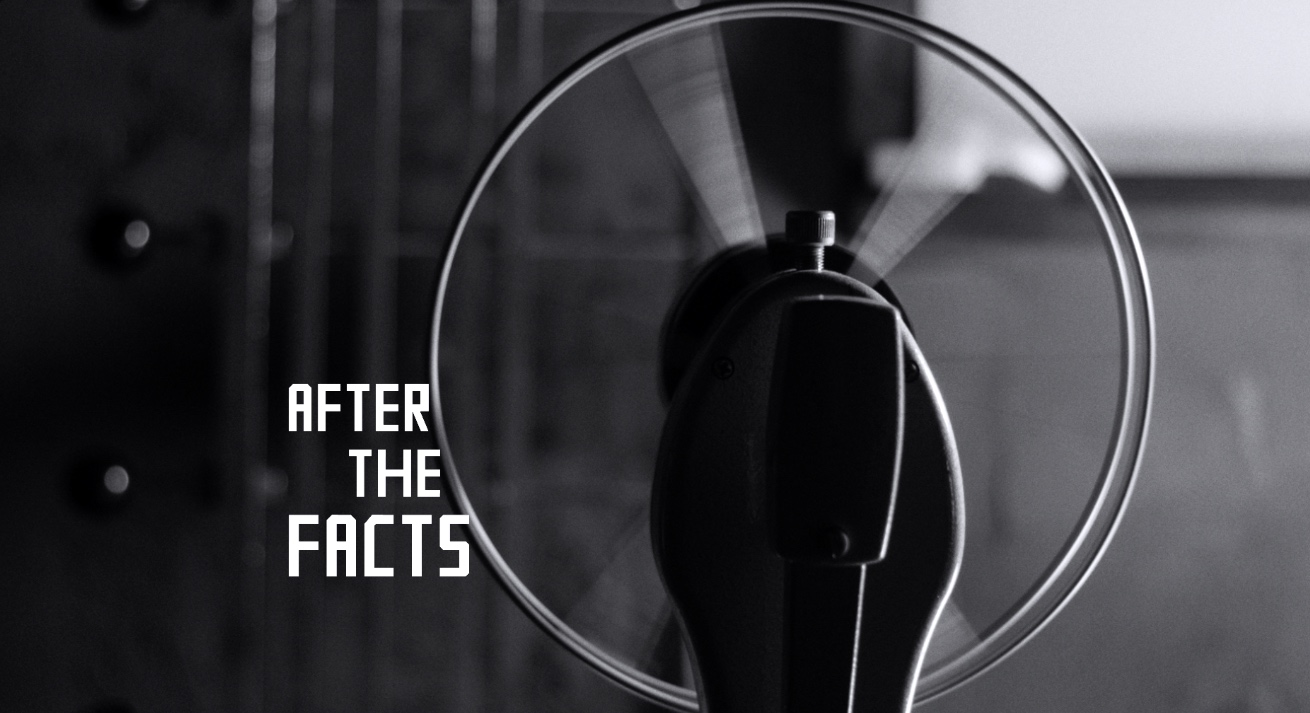 AFTER
THE
FACTS